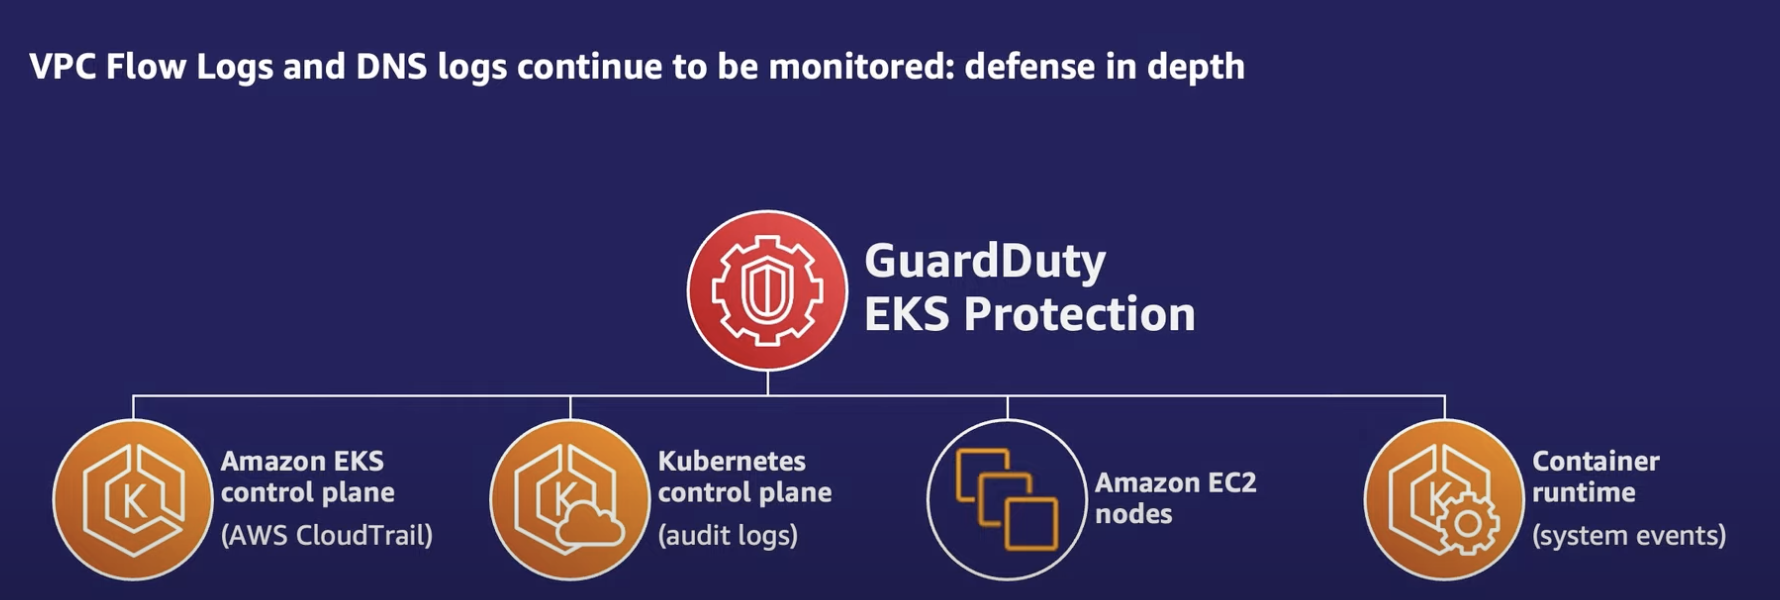 VPC Flow Logs and DNS logs continue to be monitored: defense in depth
GuardDuty
EKS Protection
Amazon EKS
control plane
(AWS CloudTrail)
Kubernetes
control plane
(audit logs)
Amazon EC2
nodes
Container
runtime
(system events)